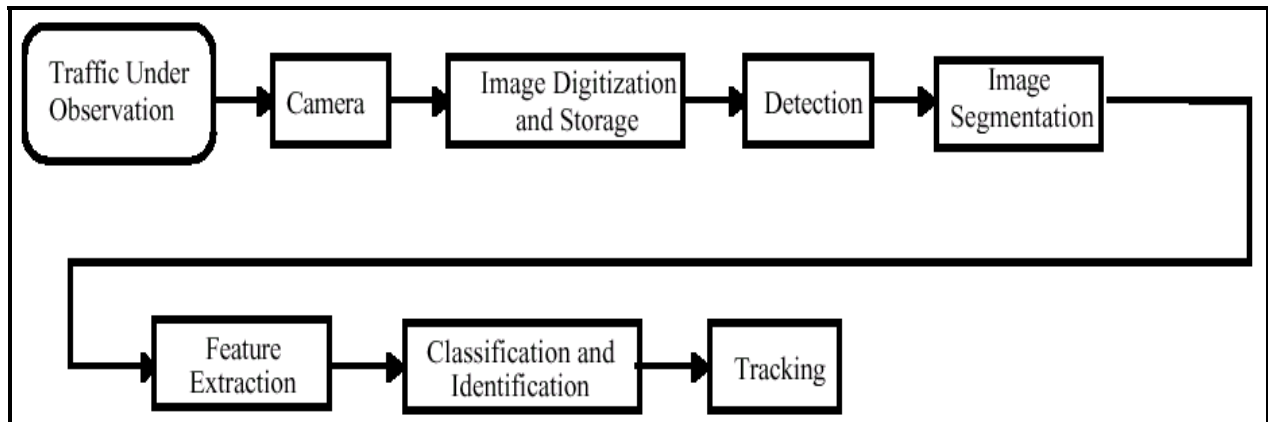 Traffic Under
Observation
Camera
Image Digitization
and Storage
Detection
Image
Segmentation
Feature
Extraction
Classification and
Identification
Tracking